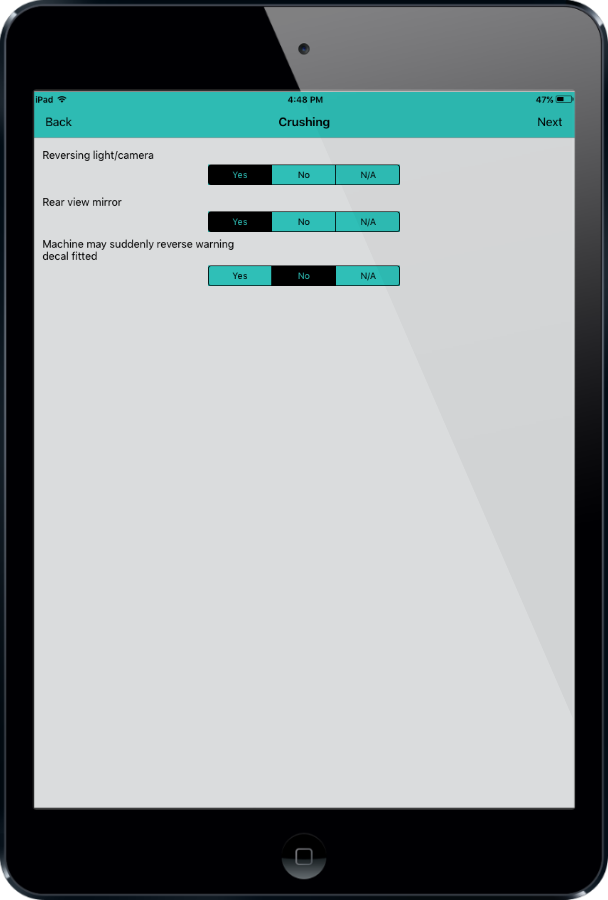 iPad 4:48 PM 47%
Back Crushing Next
Reversing light/camera
Yes No N/A
Rear view mirror
Yes No N/A
Machine may suddenly reverse warning
decal fitted
Yes No N/A